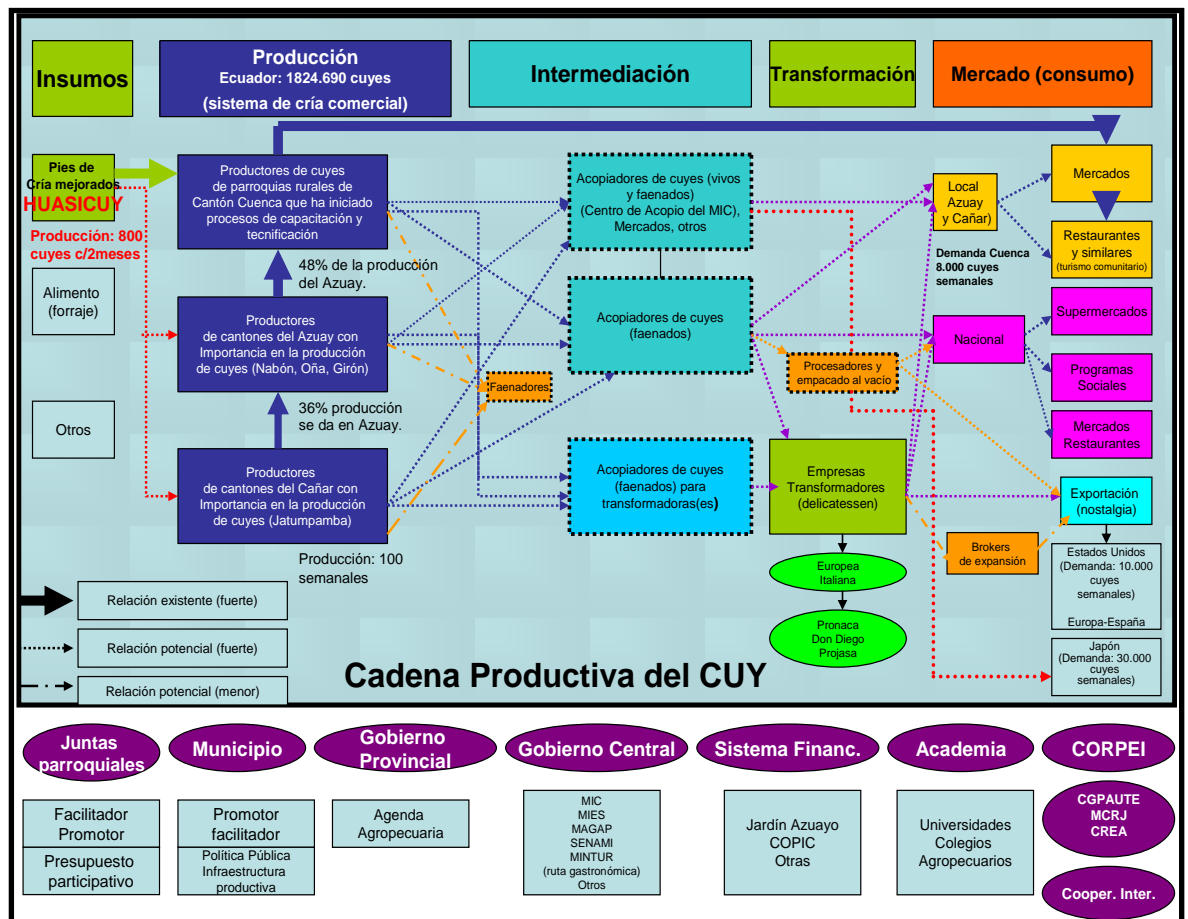 Insumos
Producción
Ecuador: 1824.690 cuyes
(sistema de cría comercial)
Intermediación
Transformación
Mercado (consumo)
Pies de
Cría mejorados
HUASICUY
Producción: 800
cuyes c/2meses
Alimento
(forraje)
Otros
Productores de cuyes
de parroquias rurales de
Cantón Cuenca que ha iniciado
procesos de capacitación y
tecnificación
48% de la producción
del Azuay.
Productores
de cantones del Azuay con
Importancia en la producción
de cuyes (Nabón, Oña, Girón)
36% producción
se da en Azuay.
Productores
de cantones del Cañar con
Importancia en la producción
de cuyes (Jatumpamba)
Producción: 100
semanales
Faenadores
Acopiadores de cuyes (vivos
y faenados)
(Centro de Acopio del MIC),
Mercados, otros
Acopiadores de cuyes
(faenados)
Acopiadores de cuyes
(faenados) para
transformadoras(es)
Procesadores y
empacado al vacío
Empresas
Transformadores
(delicatessen)
Europea
Italiana
Pronaca
Don Diego
Projasa
Local
Azuay
y Cañar)
Demanda Cuenca
8.000 cuyes
semanales
Nacional
Brokers
de expansión
Mercados
Restaurantes
y similares
(turismo comunitario)
Supermercados
Programas
Sociales
Mercados
Restaurantes
Exportación
(nostalgia)
Estados Unidos
(Demanda: 10.000
cuyes
semanales)
Europa-España
Japón
(Demanda: 30.000
cuyes
semanales)
Relación existente (fuerte)
Relación potencial (fuerte)
Relación potencial (menor)
Cadena Productiva del CUY
Juntas
parroquiales
Facilitador
Promotor
Presupuesto
participativo
Municipio
Promotor
facilitador
Política Pública
Infraestructura
productiva
Gobierno
Provincial
Agenda
Agropecuaria
Gobierno Central
MIC
MIES
MAGAP
SENAMI
MINTUR
(ruta gastronómica)
Otros
Sistema Financ.
Jardín Azuayo
COPIC
Otras
Academia
Universidades
Colegios
Agropecuarios
CORPEI
CGPAUTE
MCRJ
CREA
Cooper. Inter.